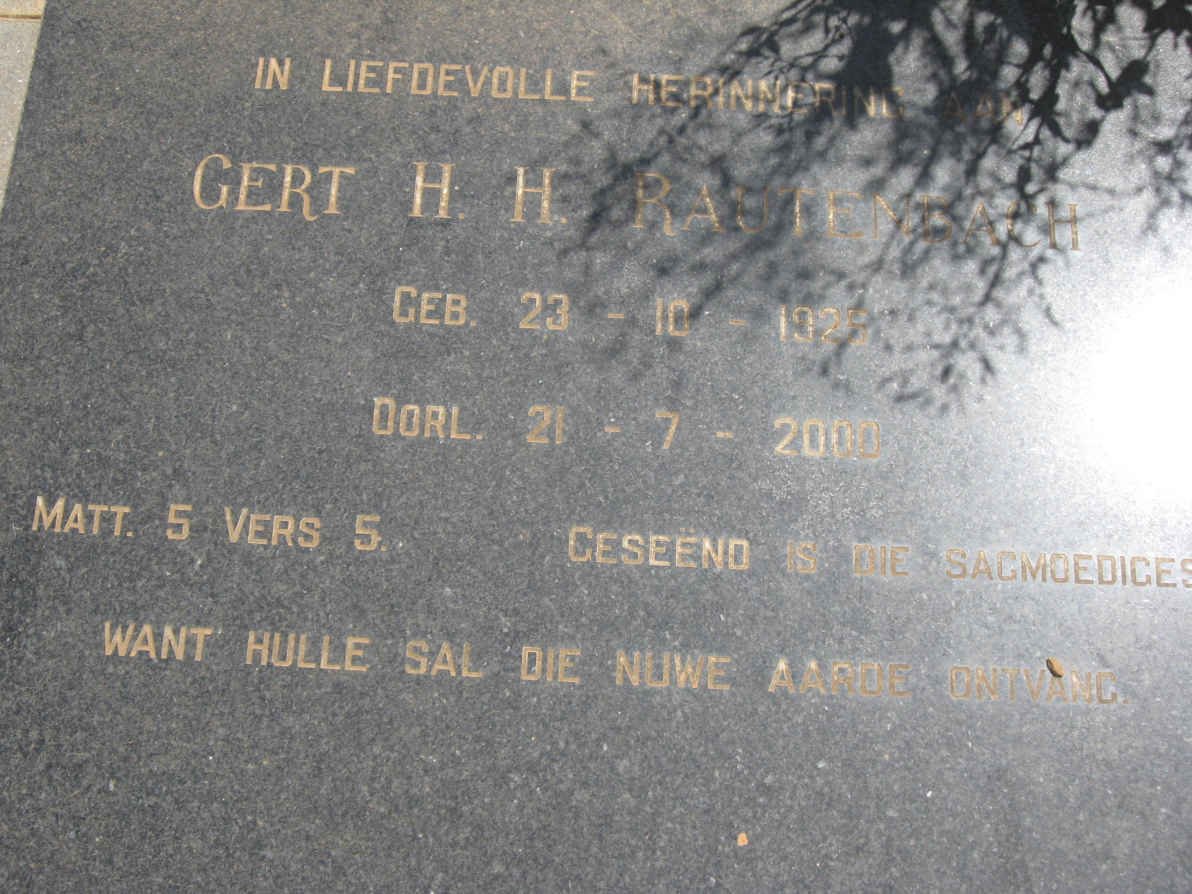 IN LIEFDEVOLLE HERINNERING AAN
GERT H. H. RAUTENBACH
GEB. 23 - 10 - 1925
DORL. 21 - 7 - 2000
MATT. 5 VERS 5. GESEËND IS DIE SAGMOEDIGES
WANT HULLE SAL DIE NUWE AARDE ONTVANG.